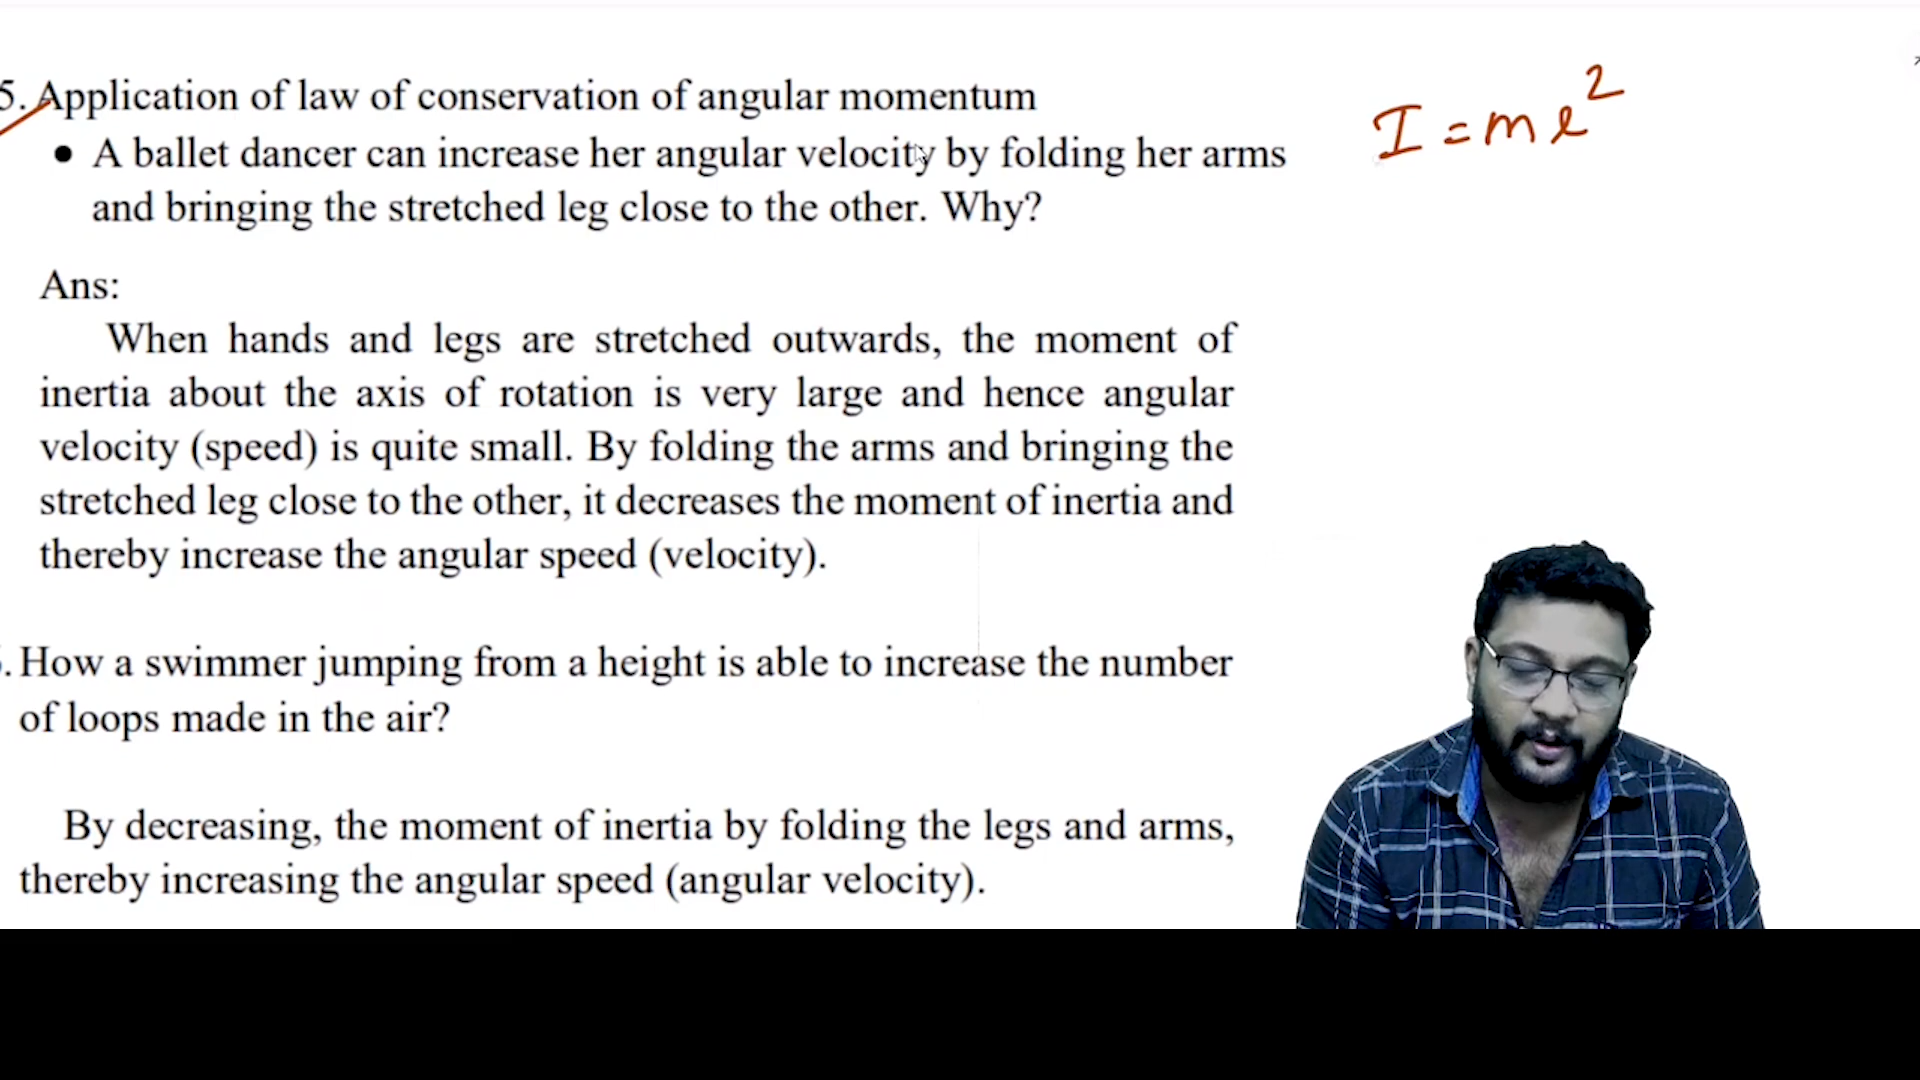 5. Application of law of conservation of angular momentum
I = mr²
• A ballet dancer can increase her angular velocity by folding her arms
and bringing the stretched leg close to the other. Why?
Ans:
When hands and legs are stretched outwards, the moment of
inertia about the axis of rotation is very large and hence angular
velocity (speed) is quite small. By folding the arms and bringing the
stretched leg close to the other, it decreases the moment of inertia and
thereby increase the angular speed (velocity).
. How a swimmer jumping from a height is able to increase the number
of loops made in the air?
By decreasing, the moment of inertia by folding the legs and arms,
thereby increasing the angular speed (angular velocity).